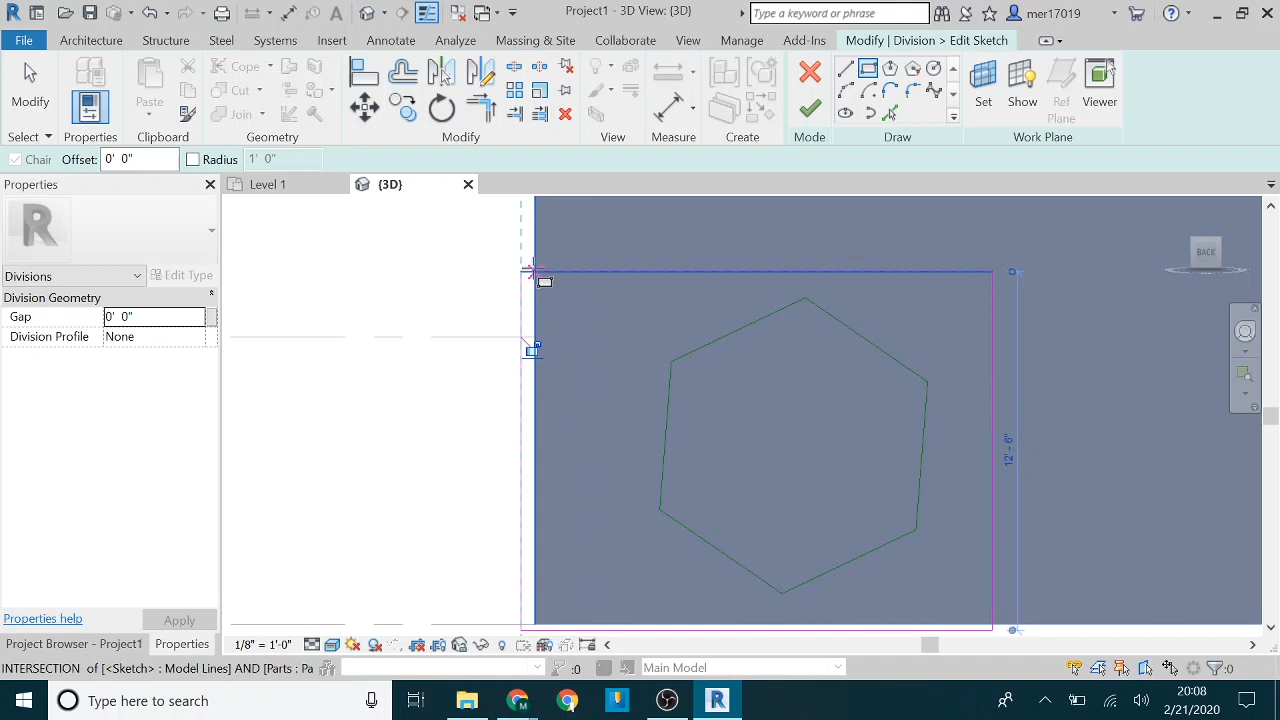 Project1 - 3D View: {3D}
Type a keyword or phrase
mer17019
File
Architecture
Structure
Steel
Systems
Insert
Annotate
Analyze
Massing & Site
Collaborate
View
Manage
Add-Ins
Modify | Division > Edit Sketch
Modify
Paste
Cope
Cut
Join
Set
Show
Ref
Plane
Viewer
Select
Properties
Clipboard
Geometry
Modify
View
Measure
Create
Mode
Draw
Work Plane
Chain
Offset: 0' 0"
Radius
1' 0"
Properties
Level 1
{3D}
R
Divisions
Edit Type
Division Geometry
Gap
0' 0"
Division Profile
None
BACK
12' - 6"
Properties help
Apply
Project Browser - Project1
Properties
1/8" = 1'-0"
INTERSECTION of [<Sketch> : Model Lines] AND [Parts : Pa
:0
Main Model
:0
Type here to search
20:08
2/21/2020